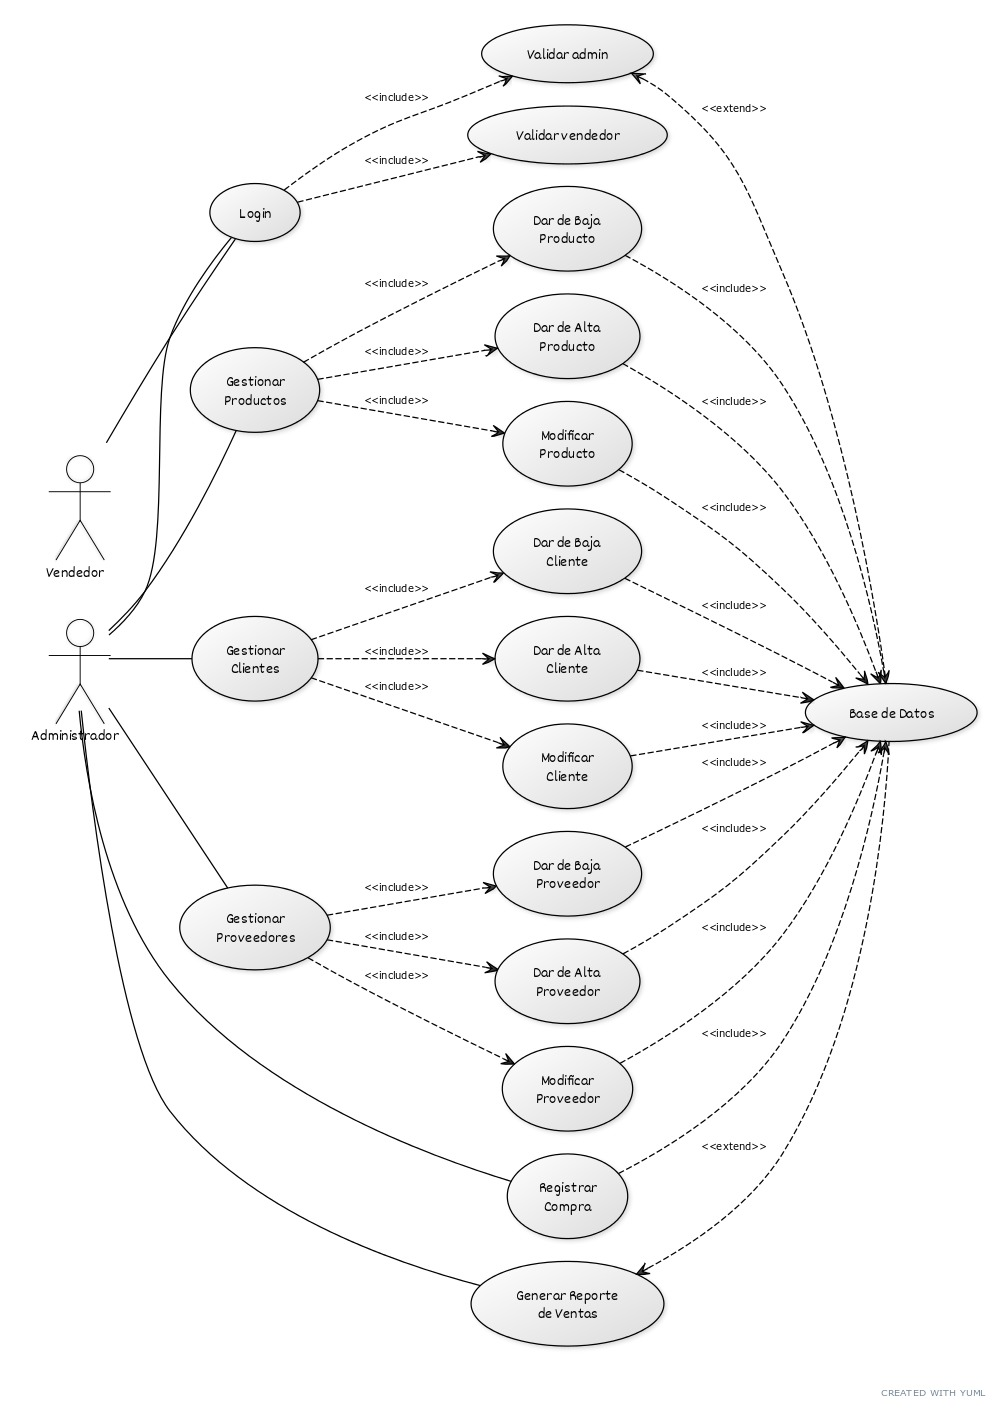 Validar admin
<<include>>
<<extend>>
Validar vendedor
<<include>>
Login
Dar de Baja
Producto
<<include>>
<<include>>
Dar de Alta
Producto
<<include>>
Gestionar
Productos
<<include>>
<<include>>
Modificar
Producto
<<include>>
Vendedor
Dar de Baja
Cliente
<<include>>
<<include>>
Gestionar
Clientes
<<include>>
Dar de Alta
Cliente
<<include>>
<<include>>
Base de Datos
Administrador
<<include>>
Modificar
Cliente
<<include>>
<<include>>
Dar de Baja
Proveedor
<<include>>
Gestionar
Proveedores
<<include>>
<<include>>
<<include>>
Dar de Alta
Proveedor
<<include>>
Modificar
Proveedor
<<extend>>
Registrar
Compra
Generar Reporte
de Ventas
CREATED WITH YUML